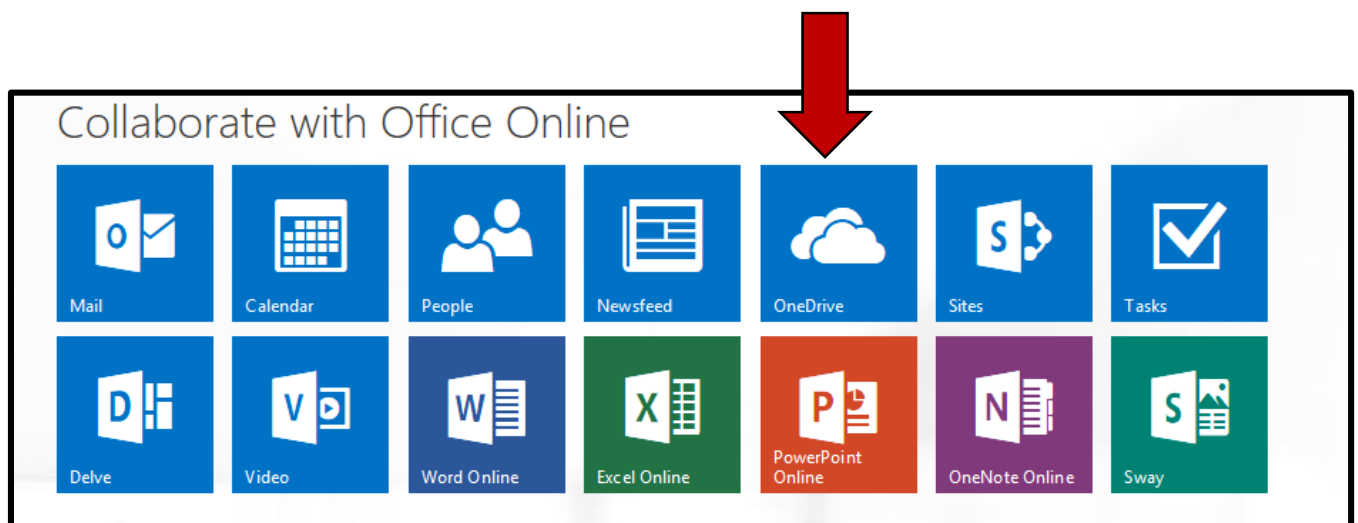 Collaborate with Office Online
Mail
Calendar
People
Newsfeed
OneDrive
Sites
Tasks
Delve
Video
Word Online
Excel Online
PowerPoint
Online
OneNote Online
Sway